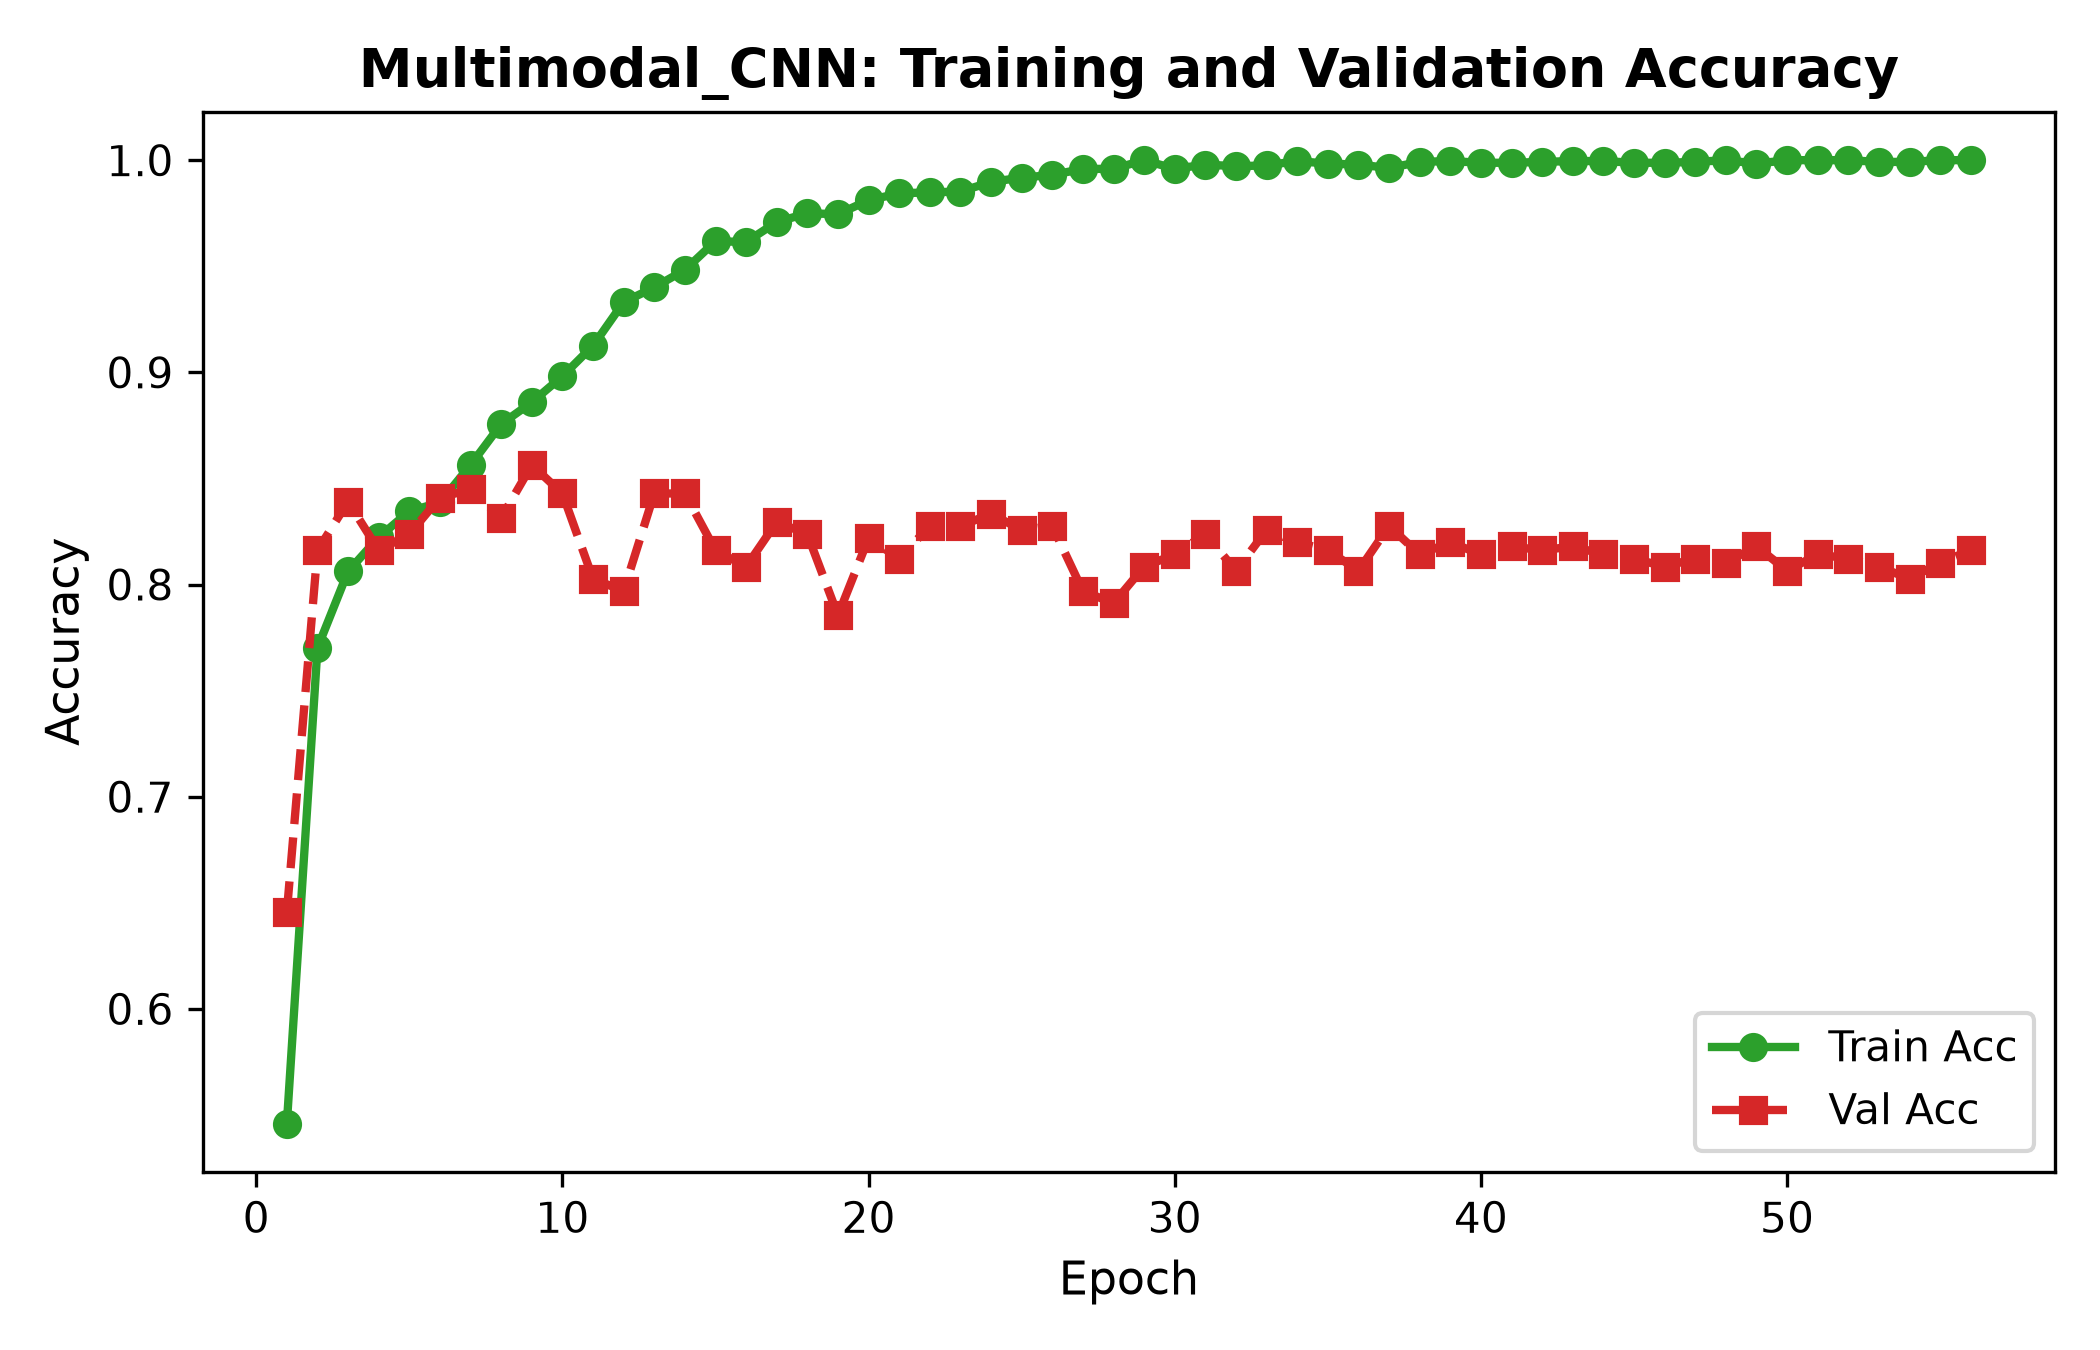 Multimodal_CNN: Training and Validation Accuracy
Accuracy
1.0
0.9
0.8
0.7
0.6
0 10 20 30 40 50
Epoch
Train Acc
Val Acc